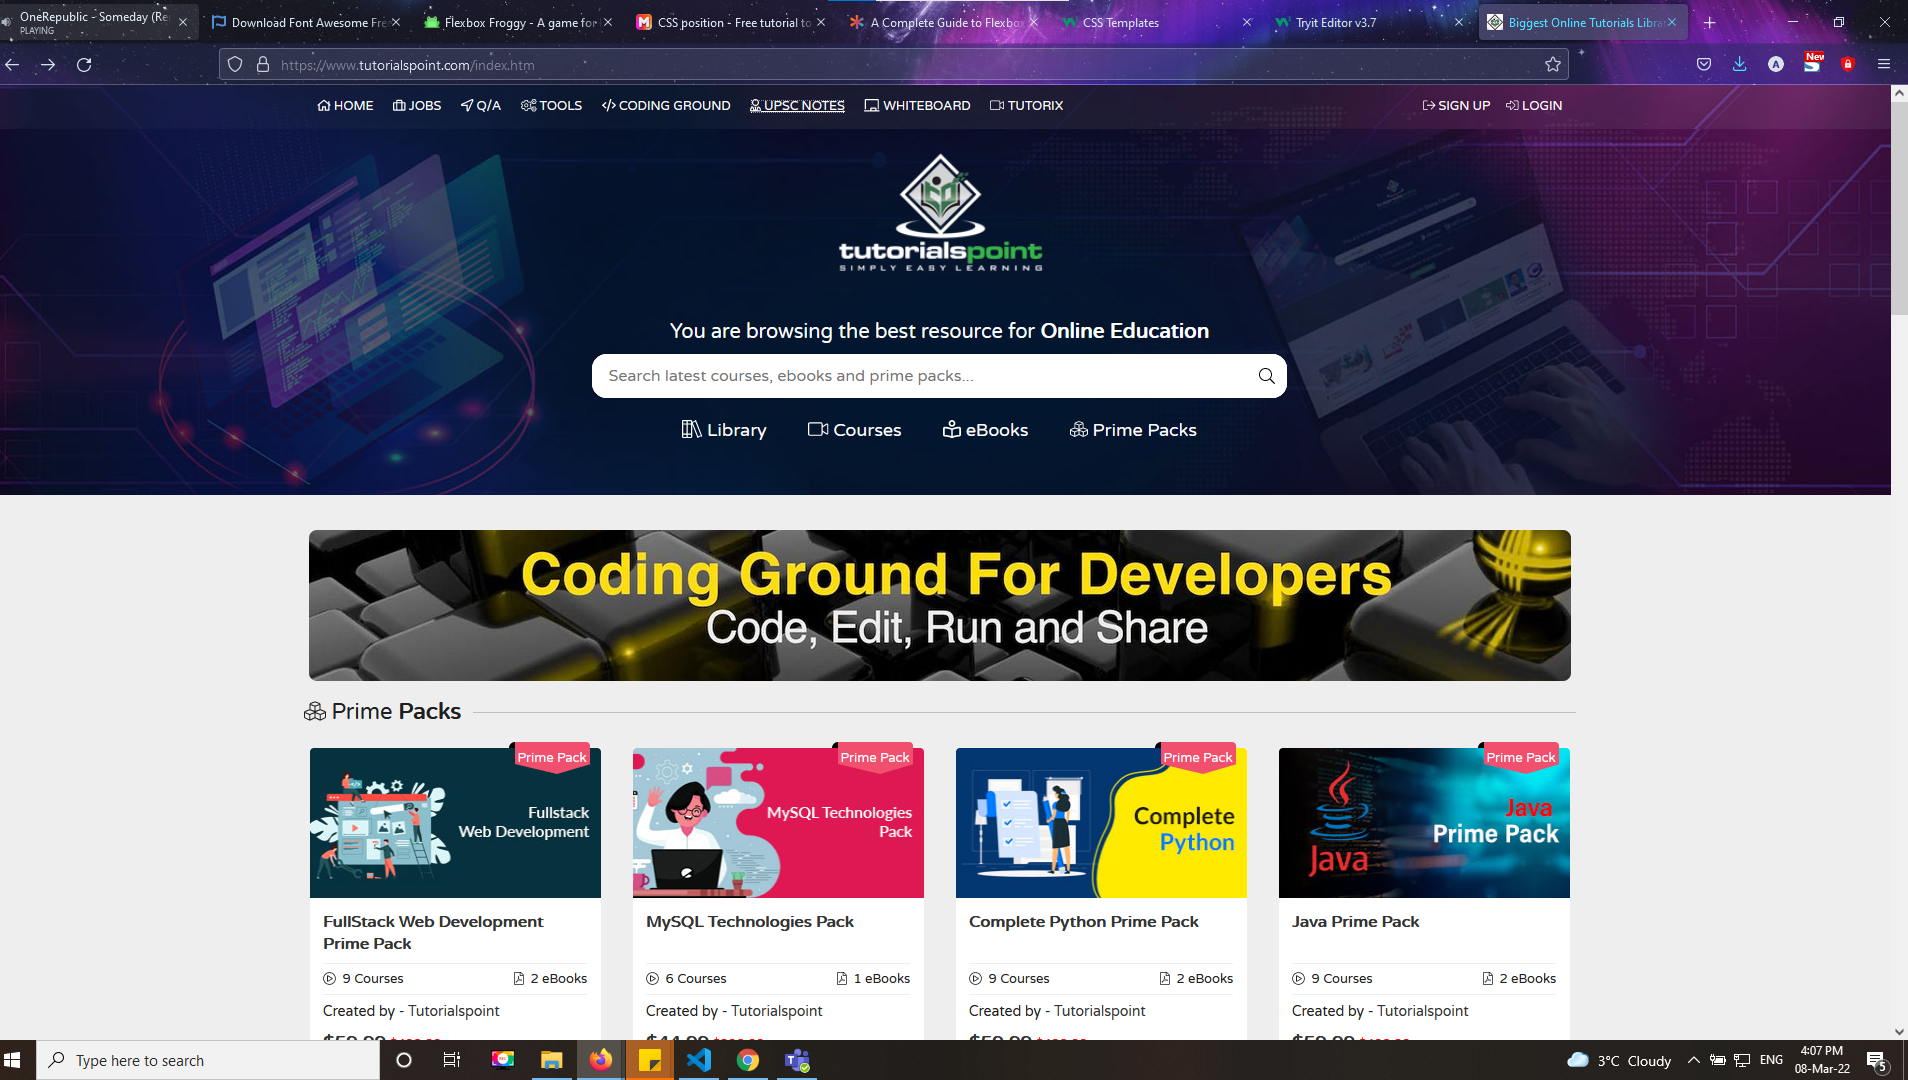 OneRepublic - Someday (Re
PLAYING
Download Font Awesome Fre
Flexbox Froggy - A game for
CSS position - Free tutorial to
A Complete Guide to Flexbox
CSS Templates
Tryit Editor v3.7
Biggest Online Tutorials Librar
https://www.tutorialspoint.com/index.htm
A
New
HOME JOBS Q/A TOOLS CODING GROUND UPSC NOTES WHITEBOARD TUTORIX SIGN UP LOGIN
tutorialspoint
SIMPLY EASY LEARNING
You are browsing the best resource for Online Education
Search latest courses, ebooks and prime packs...
Library Courses eBooks Prime Packs
Coding Ground For Developers
Code, Edit, Run and Share
Prime Packs
Prime Pack
Fullstack
Web Development
FullStack Web Development
Prime Pack
9 Courses 2 eBooks
Created by - Tutorialspoint
Prime Pack
MySQL Technologies
Pack
MySQL Technologies Pack
6 Courses 1 eBooks
Created by - Tutorialspoint
Prime Pack
Complete
Python
Complete Python Prime Pack
9 Courses 2 eBooks
Created by - Tutorialspoint
Prime Pack
Java
Java
Prime Pack
Java Prime Pack
9 Courses 2 eBooks
Created by - Tutorialspoint
Type here to search
3°C Cloudy
ENG
4:07 PM
08-Mar-22
5